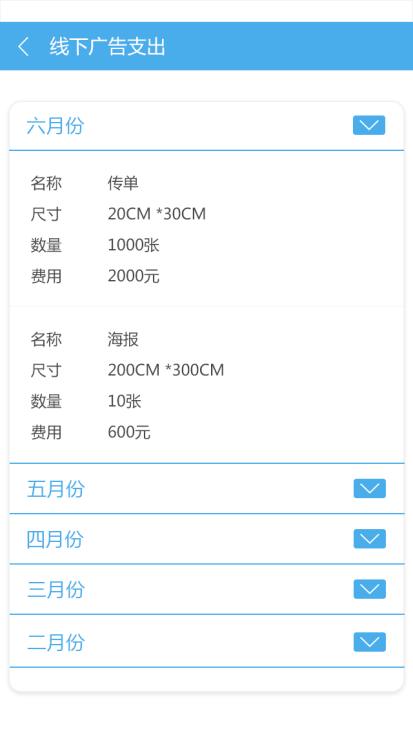 线下广告支出
六月份
名称 传单
尺寸 20CM *30CM
数量 1000张
费用 2000元
名称 海报
尺寸 200CM *300CM
数量 10张
费用 600元
五月份
四月份
三月份
二月份